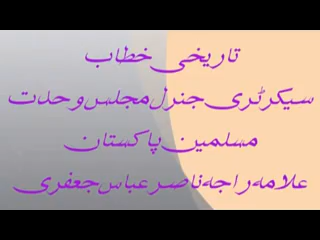 تاریخی خطاب
سیکرٹری جنرل مجلس وحدت
مسلمین پاکستان
علامہ راجہ ناصر عباس جعفری